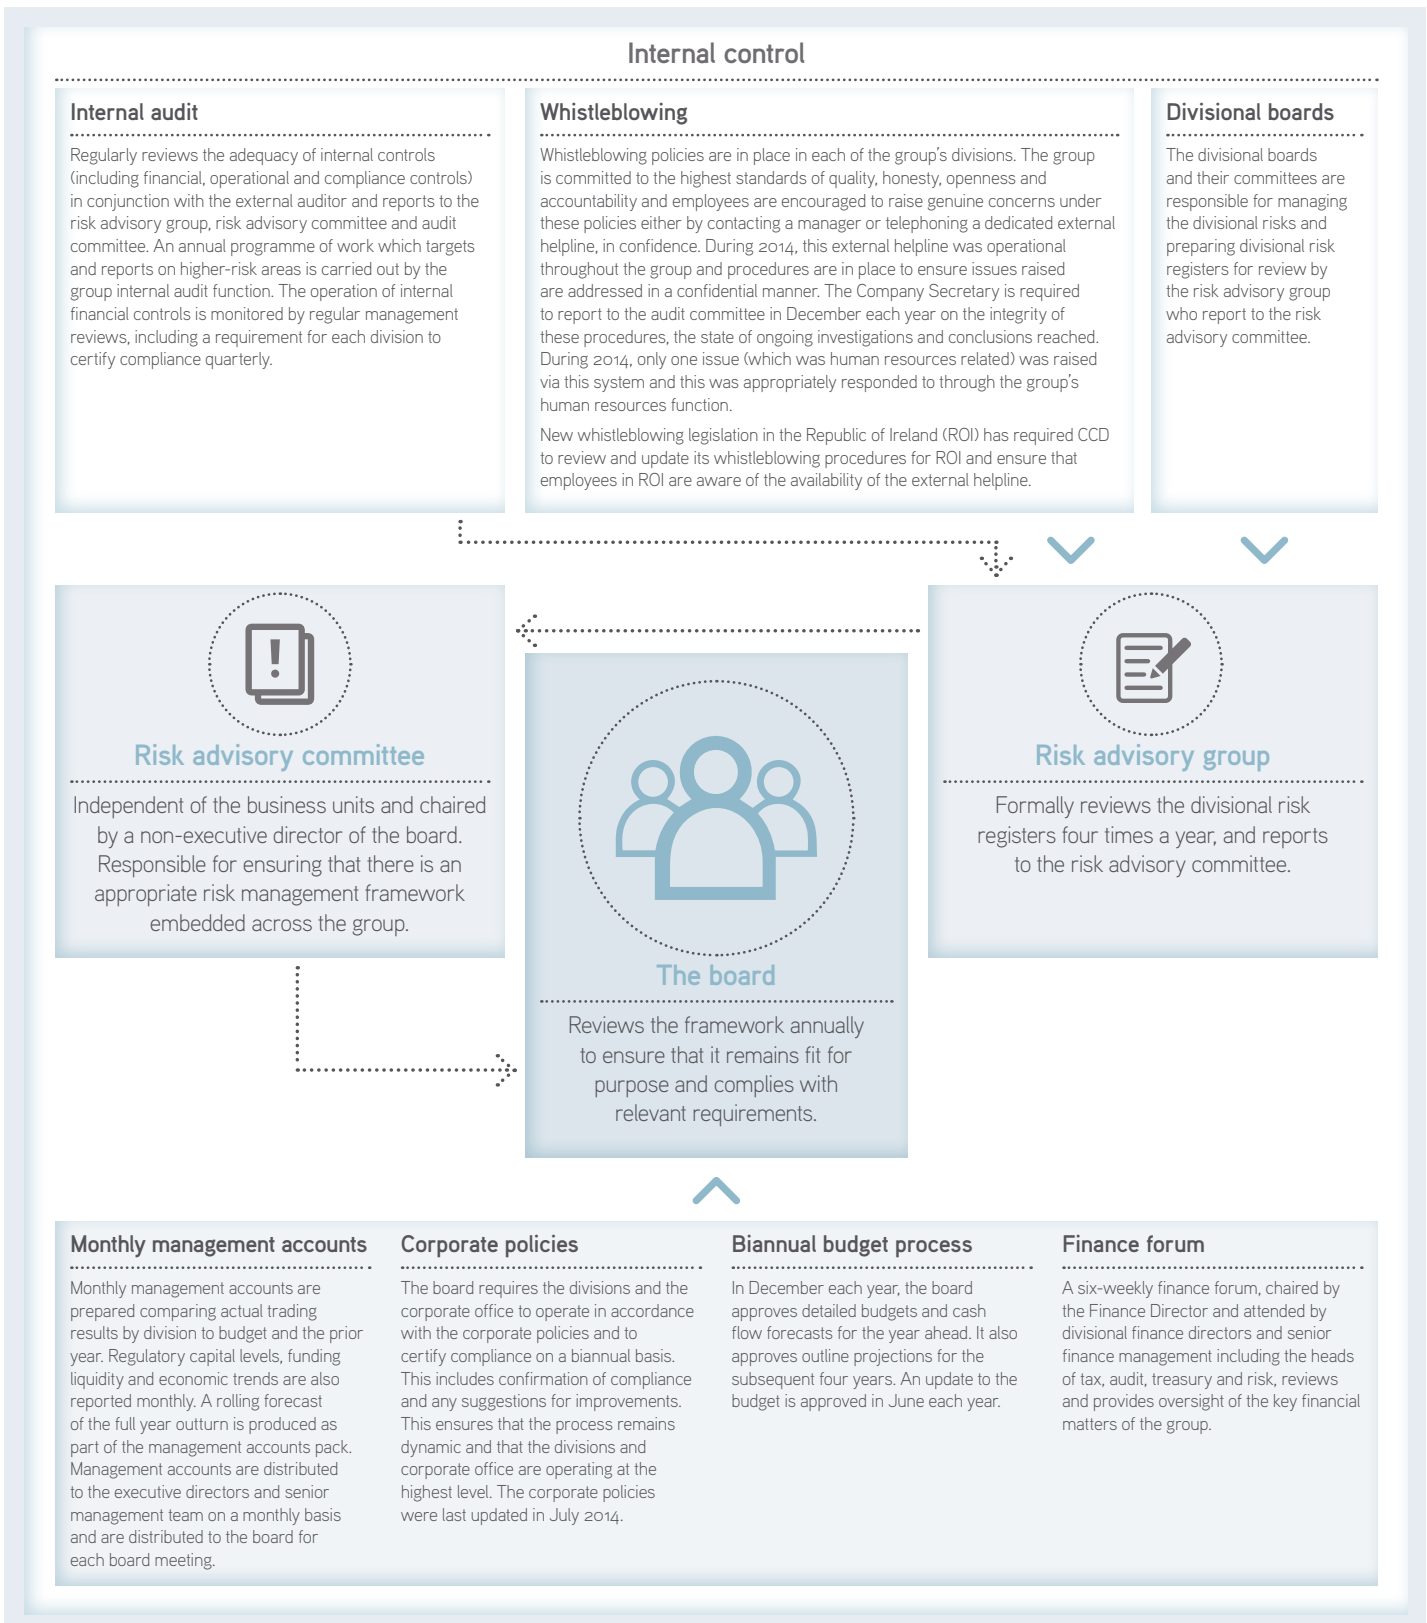 Internal control
Internal audit
Regularly reviews the adequacy of internal controls
(including financial, operational and compliance controls)
in conjunction with the external auditor and reports to the
risk advisory group, risk advisory committee and audit
committee. An annual programme of work which targets
and reports on higher-risk areas is carried out by the
group internal audit function. The operation of internal
financial controls is monitored by regular management
reviews, including a requirement for each division to
certify compliance quarterly.
Whistleblowing
Whistleblowing policies are in place in each of the group's divisions. The group
is committed to the highest standards of quality, honesty, openness and
accountability and employees are encouraged to raise genuine concerns under
these policies either by contacting a manager or telephoning a dedicated external
helpline, in confidence. During 2014, this external helpline was operational
throughout the group and procedures are in place to ensure issues raised
are addressed in a confidential manner. The Company Secretary is required
to report to the audit committee in December each year on the integrity of
these procedures, the state of ongoing investigations and conclusions reached.
During 2014, only one issue (which was human resources related) was raised
via this system and this was appropriately responded to through the group's
human resources function.
New whistleblowing legislation in the Republic of Ireland (ROI) has required CCD
to review and update its whistleblowing procedures for ROI and ensure that
employees in ROI are aware of the availability of the external helpline.
Divisional boards
The divisional boards
and their committees are
responsible for managing
the divisional risks and
preparing divisional risk
registers for review by
the risk advisory group
who report to the risk
advisory committee.
Risk advisory committee
Independent of the business units and chaired
by a non-executive director of the board.
Responsible for ensuring that there is an
appropriate risk management framework
embedded across the group.
The board
Reviews the framework annually
to ensure that it remains fit for
purpose and complies with
relevant requirements.
Risk advisory group
Formally reviews the divisional risk
registers four times a year, and reports
to the risk advisory committee.
Monthly management accounts
Monthly management accounts are
prepared comparing actual trading
results by division to budget and the prior
year. Regulatory capital levels, funding
liquidity and economic trends are also
reported monthly. A rolling forecast
of the full year outturn is produced as
part of the management accounts pack.
Management accounts are distributed
to the executive directors and senior
management team on a monthly basis
and are distributed to the board for
each board meeting.
Corporate policies
The board requires the divisions and the
corporate office to operate in accordance
with the corporate policies and to
certify compliance on a biannual basis.
This includes confirmation of compliance
and any suggestions for improvements.
This ensures that the process remains
dynamic and that the divisions and
corporate office are operating at the
highest level. The corporate policies
were last updated in July 2014.
Biannual budget process
In December each year, the board
approves detailed budgets and cash
flow forecasts for the year ahead. It also
approves outline projections for the
subsequent four years. An update to the
budget is approved in June each year.
Finance forum
A six-weekly finance forum, chaired by
the Finance Director and attended by
divisional finance directors and senior
finance management including the heads
of tax, audit, treasury and risk, reviews
and provides oversight of the key financial
matters of the group.